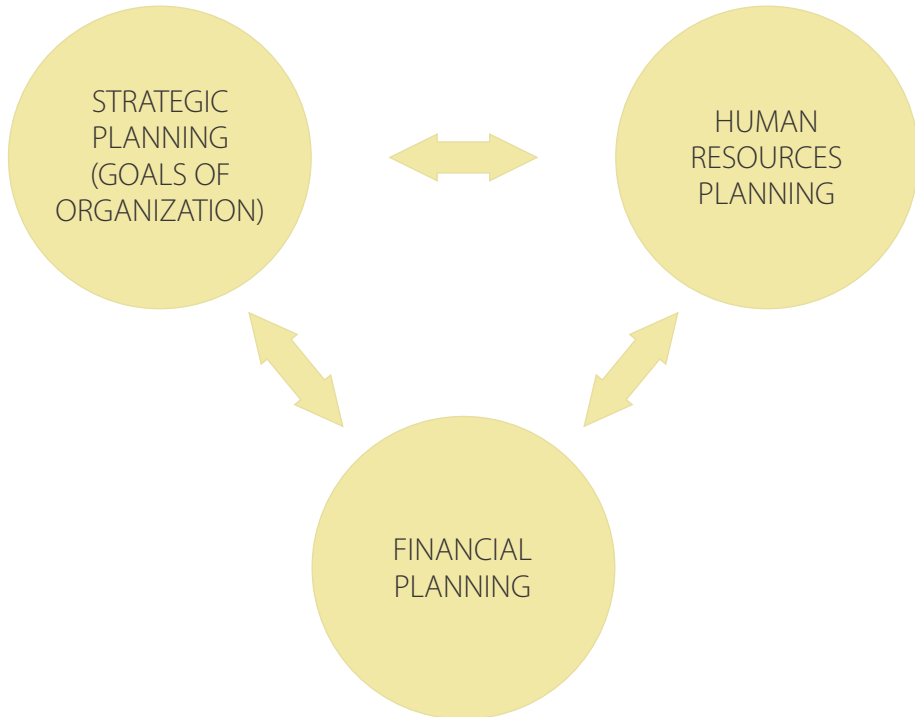 STRATEGIC
PLANNING
(GOALS OF
ORGANIZATION)
HUMAN
RESOURCES
PLANNING
FINANCIAL
PLANNING